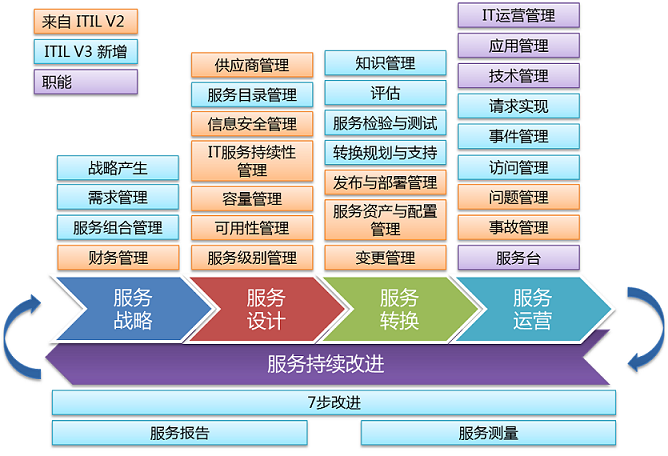 来自 ITIL V2
ITIL V3 新增
职能
战略产生
需求管理
服务组合管理
财务管理
供应商管理
服务目录管理
信息安全管理
IT服务持续性
管理
容量管理
可用性管理
服务级别管理
知识管理
评估
服务检验与测试
转换规划与支持
发布与部署管理
服务资产与配置
管理
变更管理
IT运营管理
应用管理
技术管理
请求实现
事件管理
访问管理
问题管理
事故管理
服务台
服务
战略
服务
设计
服务
转换
服务
运营
服务持续改进
7步改进
服务报告
服务测量